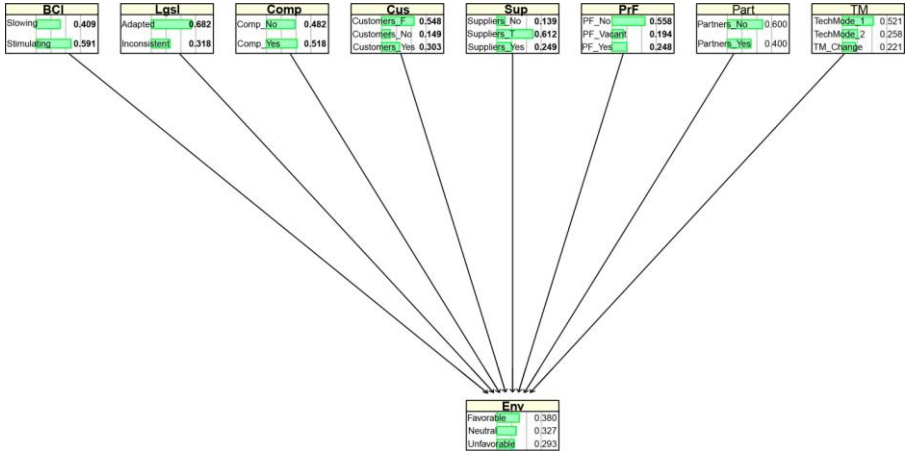 BCI
Slowing 0.409
Stimulating 0.591
Lgsl
Adapted 0.682
Inconsistent 0.318
Comp
Comp_No 0.482
Comp_Yes 0.518
Cus
Customers_F 0.548
Customers_No 0.149
Customers_Yes 0.303
Sup
Suppliers_No 0.139
Suppliers_T 0.612
Suppliers_Yes 0.249
PrF
PF_No 0.558
PF_Vacant 0.194
PF_Yes 0.248
Part
Partners_No 0.600
Partners_Yes 0.400
TM
TechMode_1 0.521
TechMode_2 0.258
TM_Change 0.221
Env
Favorable 0.380
Neutral 0.327
Unfavorable 0.293